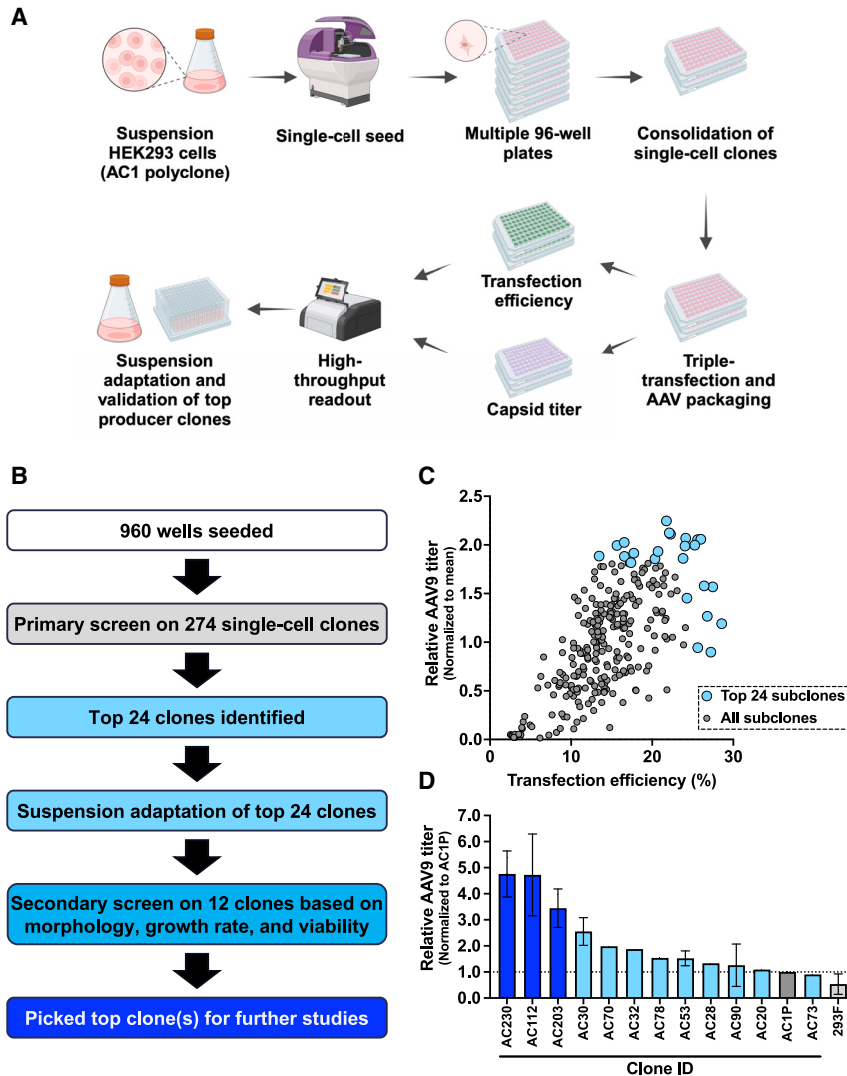 A
Suspension
HEK293 cells
(AC1 polyclone)
Single-cell seed
Multiple 96-well
plates
Consolidation of
single-cell clones
Transfection
efficiency
Suspension
adaptation and
validation of top
producer clones
High-
throughput
readout
Capsid titer
Triple-
transfection and
AAV packaging
B
960 wells seeded
Primary screen on 274 single-cell clones
Top 24 clones identified
Suspension adaptation of top 24 clones
Secondary screen on 12 clones based on
morphology, growth rate, and viability
Picked top clone(s) for further studies
C
Relative AAV9 titer
(Normalized to mean)
2.5
2.0
1.5
1.0
0.5
0.0
0
10
20
30
Top 24 subclones
All subclones
Transfection efficiency (%)
D
Relative AAV9 titer
(Normalized to AC1P)
7.0
6.0
5.0
4.0
3.0
2.0
1.0
0.0
AC230
AC112
AC203
AC30
AC70
AC32
AC78
AC53
AC28
AC90
AC20
AC1P
AC73
293F
Clone ID